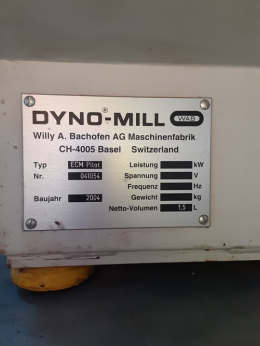 DYNO®-MILL WAB
Willy A. Bachofen AG Maschinenfabrik
CH-4005 Basel Switzerland
Typ ECM Pilot Leistung kW
Nr. 041054 Spannung V
Frequenz Hz
Baujahr 2004 Gewicht kg
Netto-Volumen 1,5 L